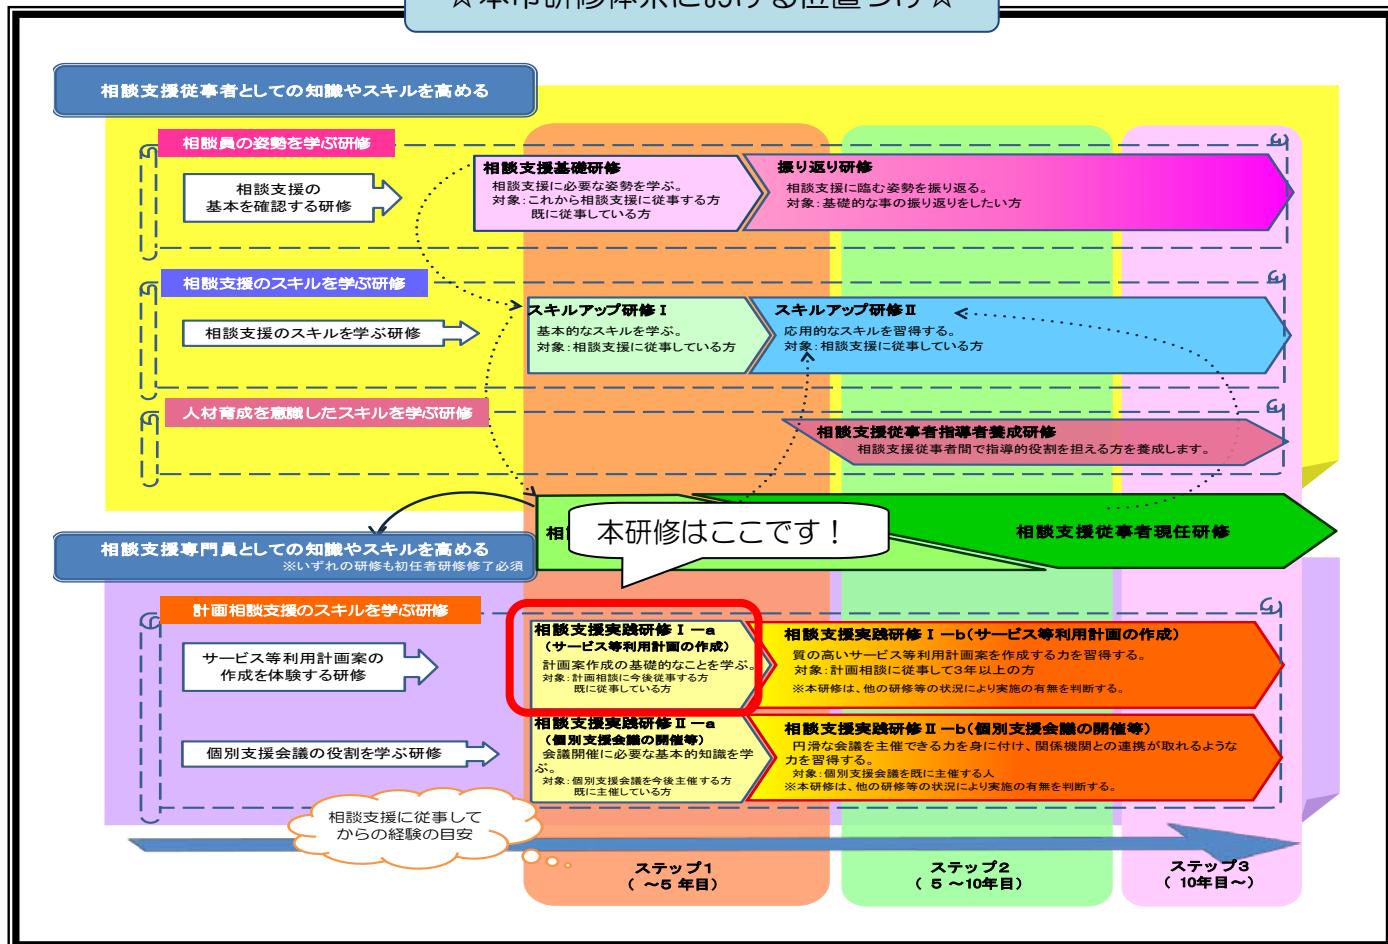 ☆本市研修体系における位置づけ☆
相談支援従事者としての知識やスキルを高める
相談員の姿勢を学ぶ研修
相談支援の
基本を確認する研修
相談支援基礎研修
相談支援に必要な姿勢を学ぶ。
対象：これから相談支援に従事する方
既に従事している方
振り返り研修
相談支援に臨む姿勢を振り返る。
対象：基礎的な事の振り返りをしたい方
相談支援のスキルを学ぶ研修
相談支援のスキルを学ぶ研修
スキルアップ研修Ⅰ
基本的なスキルを学ぶ。
対象：相談支援に従事している方
スキルアップ研修Ⅱ
応用的なスキルを習得する。
対象：相談支援に従事している方
人材育成を意識したスキルを学ぶ研修
相談支援従事者指導者養成研修
相談支援従事者間で指導的役割を担える方を養成します。
相
本研修はここです！
相談支援従事者現任研修
相談支援専門員としての知識やスキルを高める
※いずれの研修も初任者研修修了必須
計画相談支援のスキルを学ぶ研修
サービス等利用計画案の
作成を体験する研修
相談支援実践研修Ⅰ－a
（サービス等利用計画の作成）
計画案作成の基礎的なことを学ぶ。
対象：計画相談に今後従事する方
既に従事している方
相談支援実践研修Ⅰ－b（サービス等利用計画の作成）
質の高いサービス等利用計画案を作成する力を習得する。
対象：計画相談に従事して3年以上の方
※本研修は、他の研修等の状況により実施の有無を判断する。
個別支援会議の役割を学ぶ研修
相談支援実践研修Ⅱ－a
（個別支援会議の開催等）
会議開催に必要な基本的知識を学
ぶ。
対象：個別支援会議を今後主催する方
既に主催している方
相談支援実践研修Ⅱ－b（個別支援会議の開催等）
円滑な会議を主催できる力を身に付け、関係機関との連携が取れるような
力を習得する。
対象：個別支援会議を既に主催する人
※本研修は、他の研修等の状況により実施の有無を判断する。
相談支援に従事して
からの経験の目安
ステップ1
（ ～5 年目）
ステップ2
（ 5 ～10年目）
ステップ3
（ 10年目～）